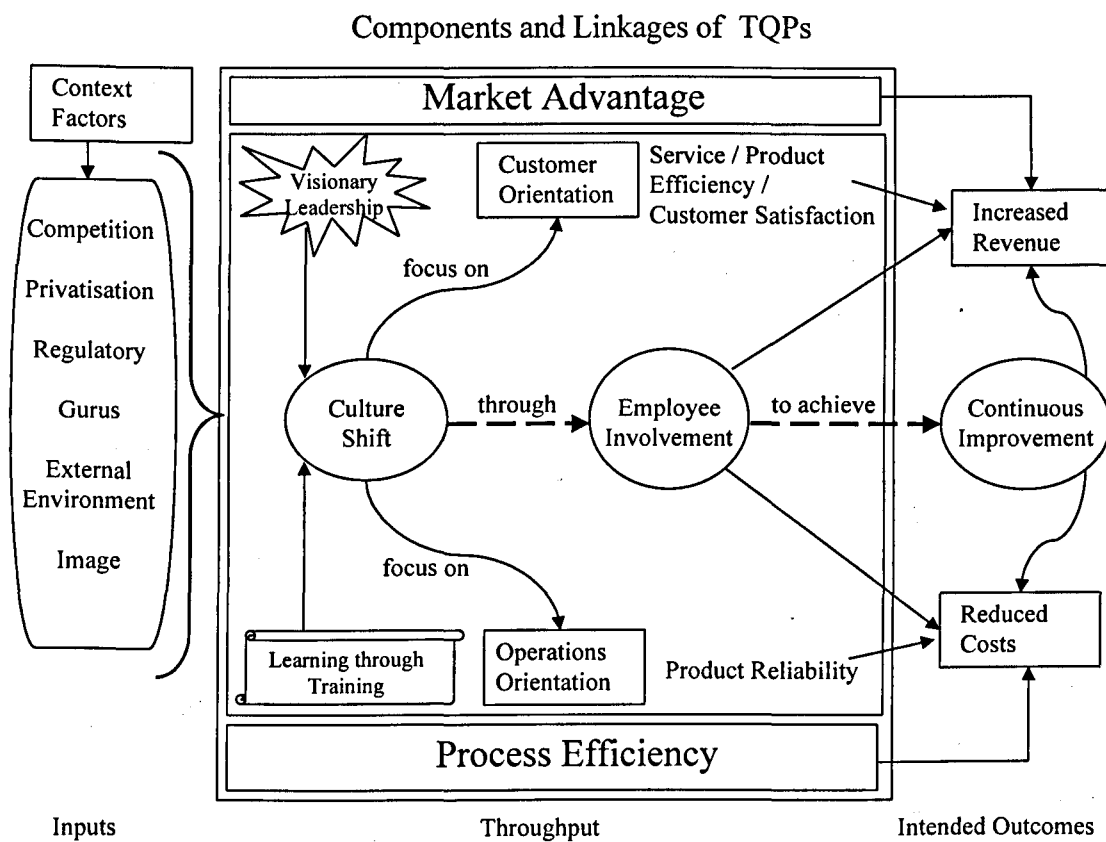 Components and Linkages of TQPs
Context
Factors
Market Advantage
Visionary
Leadership
Customer
Orientation
Service / Product
Efficiency /
Customer Satisfaction
Increased
Revenue
Competition
Privatisation
Regulatory
Gurus
External
Environment
Image
focus on
Culture
Shift
through
Employee
Involvement
to achieve
Continuous
Improvement
focus on
Learning through
Training
Operations
Orientation
Product Reliability
Reduced
Costs
Process Efficiency
Inputs
Throughput
Intended Outcomes